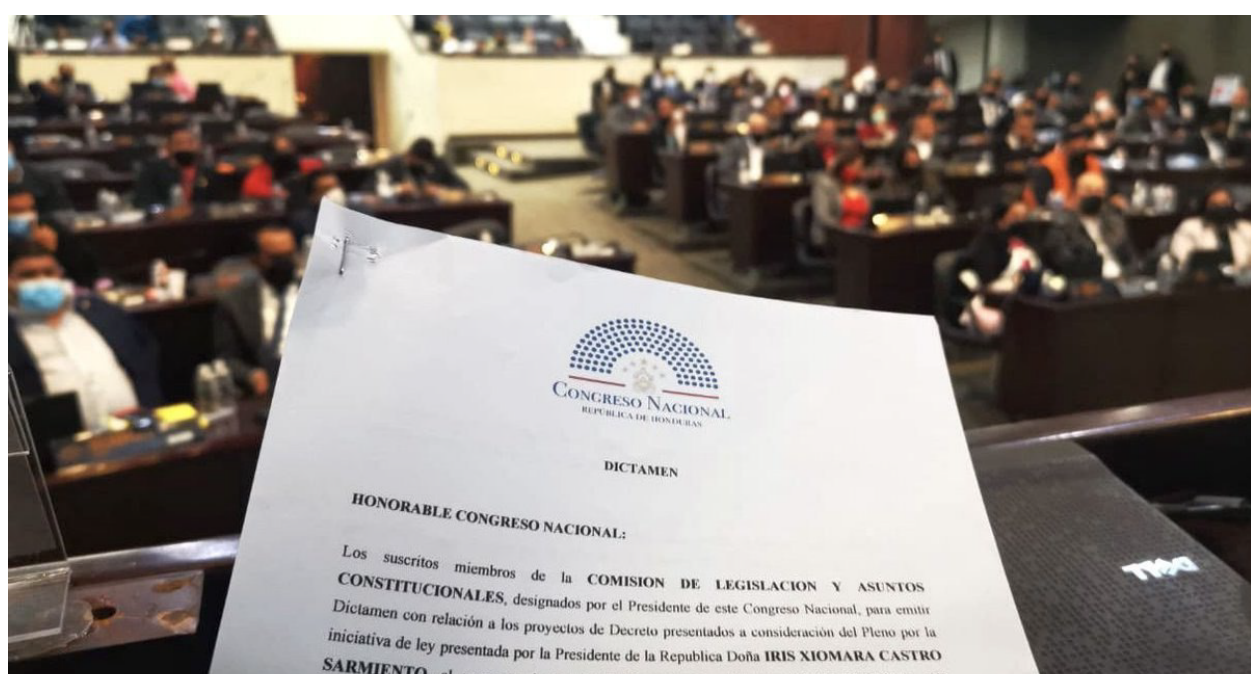 CONGRESO NACIONAL
REPÚBLICA DE HONDURAS
DICTAMEN
HONORABLE CONGRESO NACIONAL:
Los suscritos miembros de la COMISION DE LEGISLACION Y ASUNTOS
CONSTITUCIONALES, designados por el Presidente de este Congreso Nacional, para emitir
Dictamen con relación a los proyectos de Decreto presentados a consideración del Pleno por la
iniciativa de ley presentada por la Presidente de la Republica Doña IRIS XIOMARA CASTRO
SARMIENTO
DELL